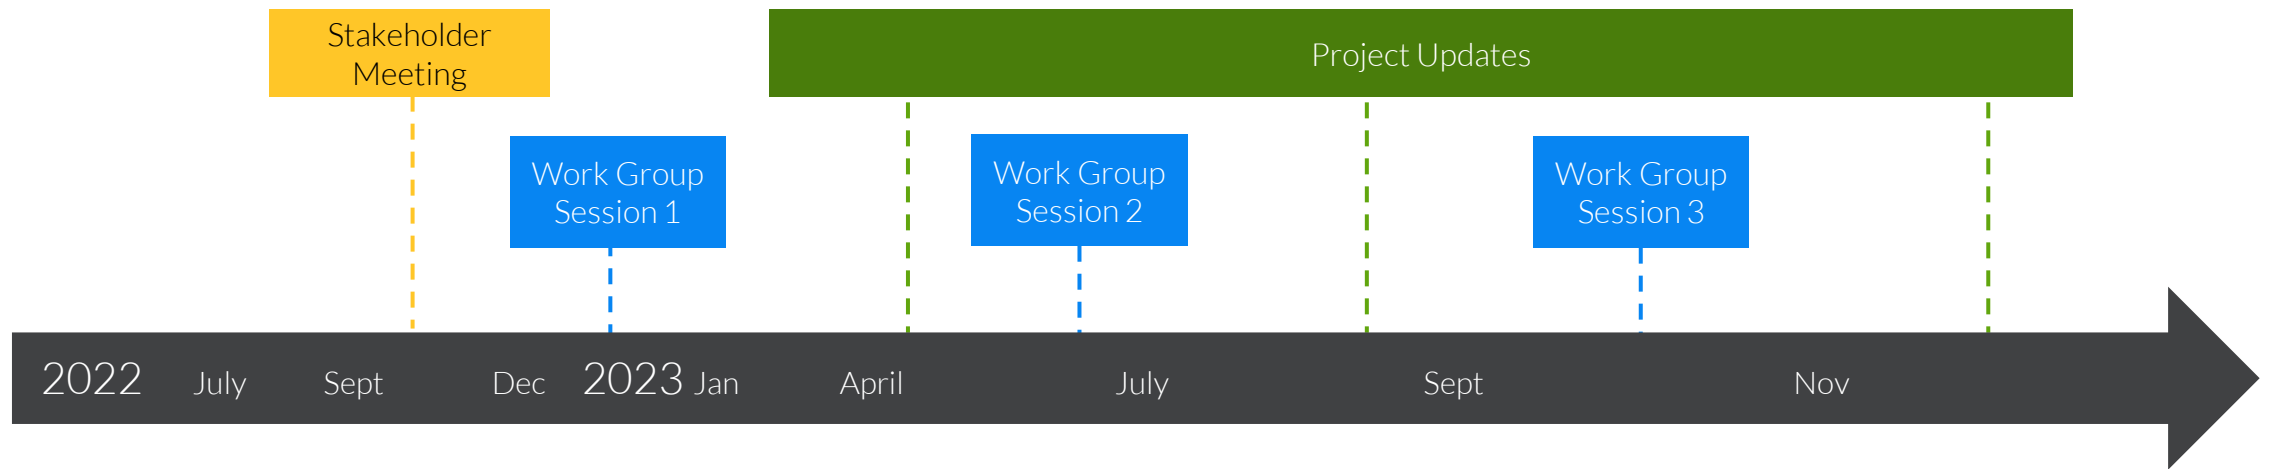 Stakeholder
Meeting
Project Updates
Work Group
Session 1
Work Group
Session 2
Work Group
Session 3
2022 July Sept Dec 2023 Jan April July Sept Nov